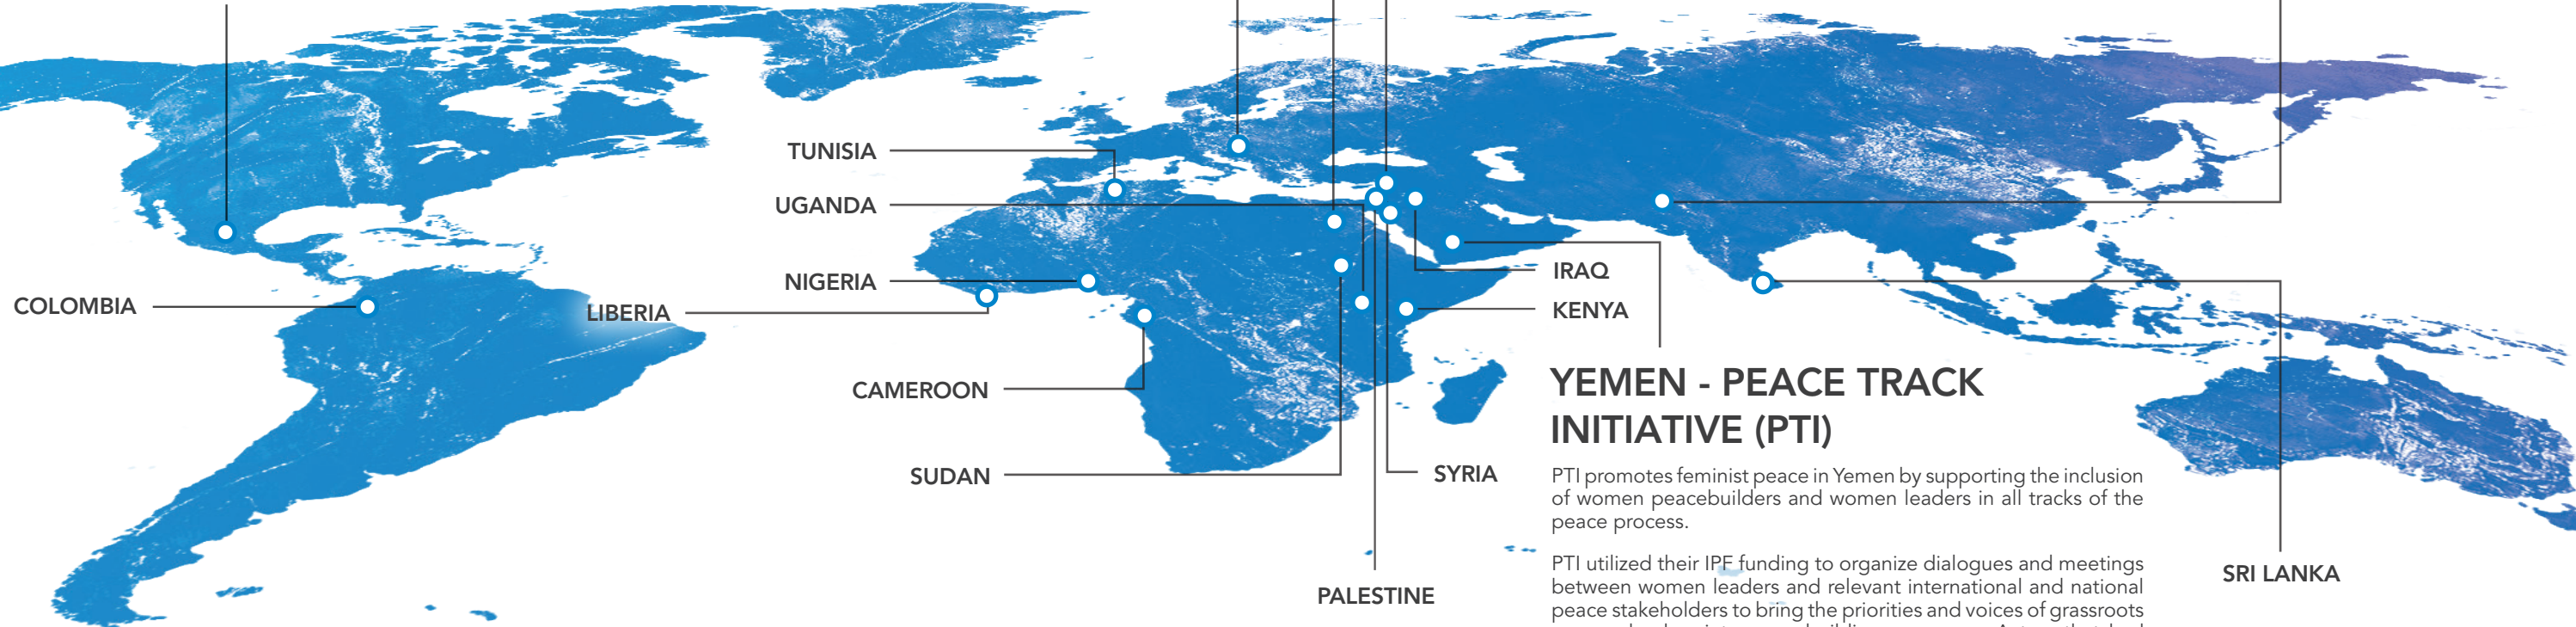 TUNISIA
UGANDA
NIGERIA
COLOMBIA
LIBERIA
CAMEROON
SUDAN
IRAQ
KENYA
SYRIA
PALESTINE
SRI LANKA
YEMEN - PEACE TRACK
INITIATIVE (PTI)
PTI promotes feminist peace in Yemen by supporting the inclusion
of women peacebuilders and women leaders in all tracks of the
peace process.
PTI utilized their IPF funding to organize dialogues and meetings
between women leaders and relevant international and national
peace stakeholders to bring the priorities and voices of grassroots